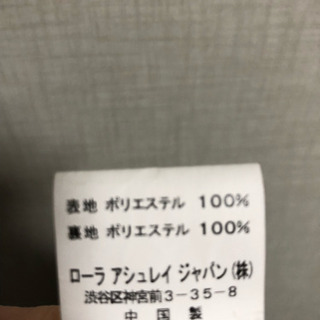 表地 ポリエステル 100%
裏地 ポリエステル 100%
ローラ アシュレイ ジャパン(株)
渋谷区神宮前3-35-8
中国製